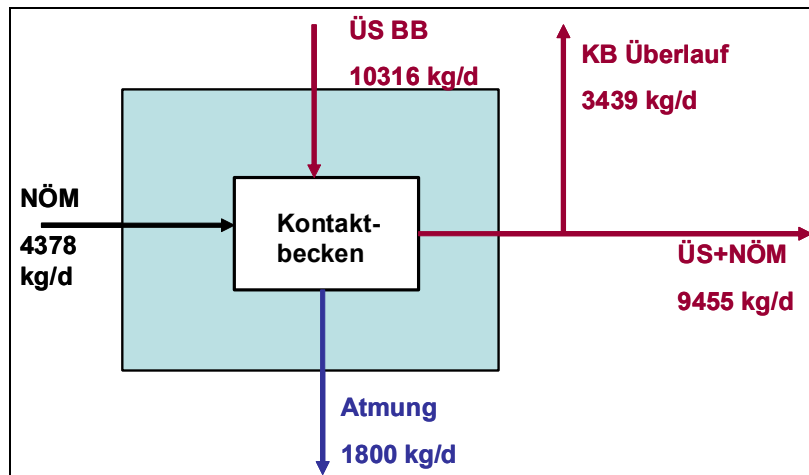 ÜS BB
10316 kg/d
KB Überlauf
3439 kg/d
NÖM
4378
kg/d
Kontakt-
becken
ÜS+NÖM
9455 kg/d
Atmung
1800 kg/d